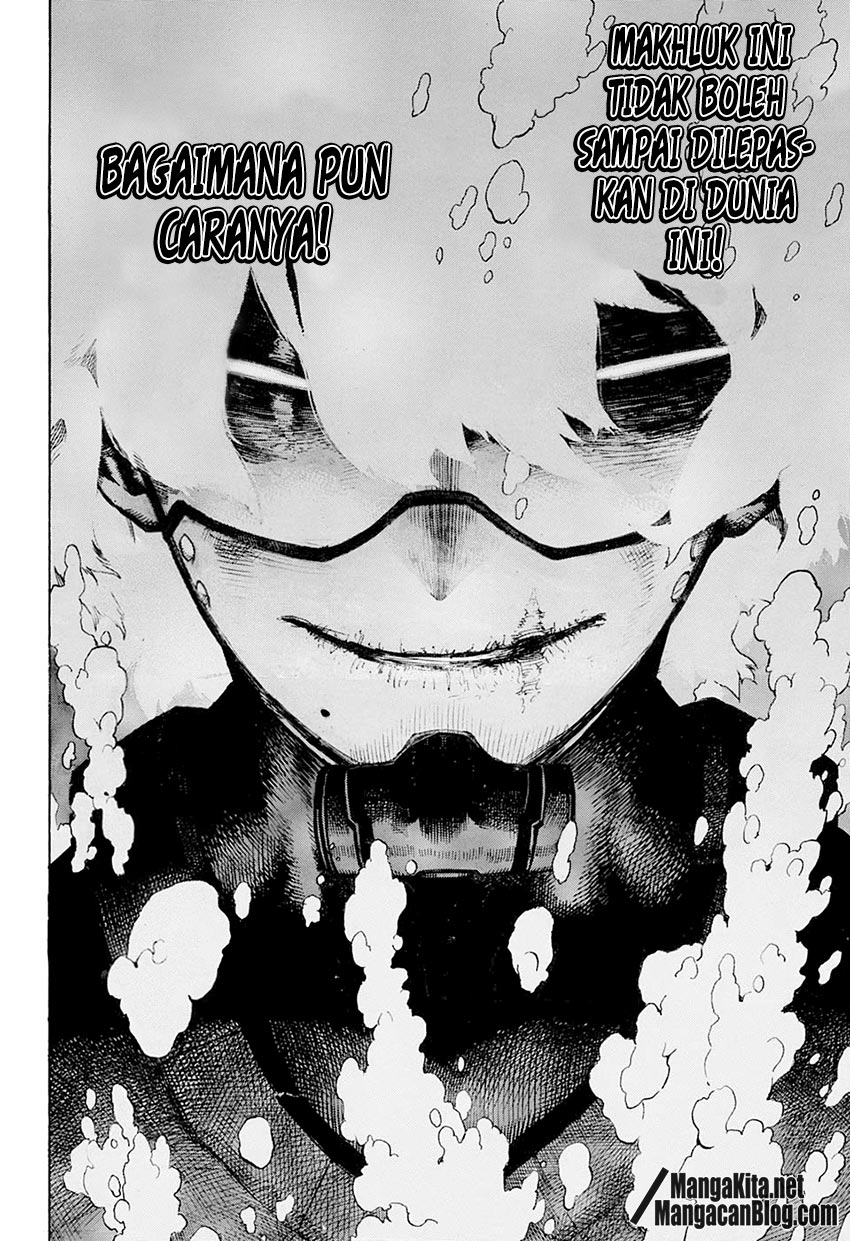 MAKHLUK INI
TIDAK BOLEH
SAMPAI DILEPAS-
KAN DI DUNIA
INI!
BAGAIMANA PUN
CARANYA!
MangaKita.net
MangacanBlog.com